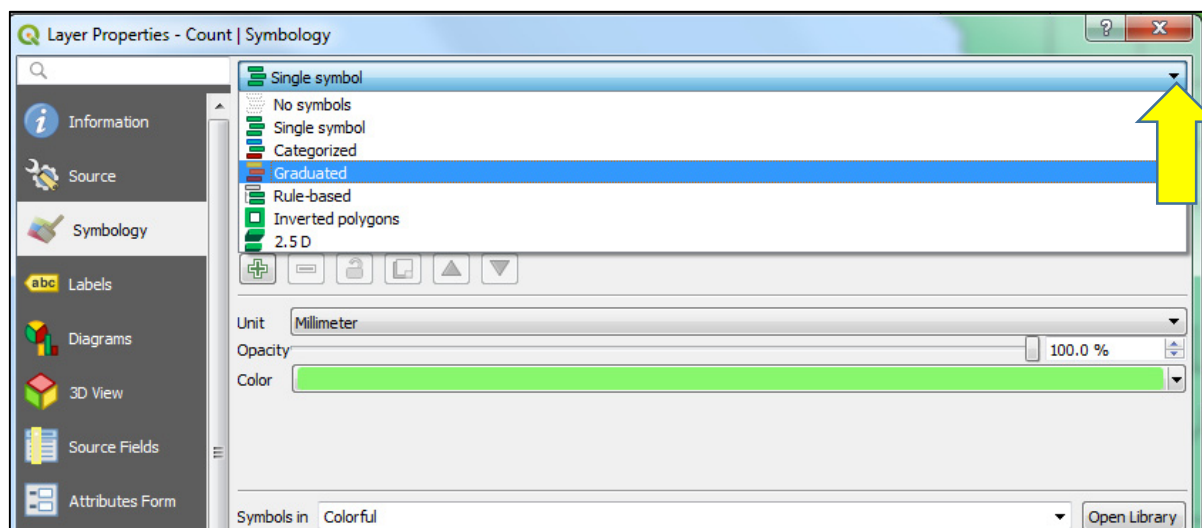 Layer Properties - Count | Symbology
Single symbol
No symbols
Single symbol
Categorized
Graduated
Rule-based
Inverted polygons
2.5 D
Information
Source
Symbology
abc Labels
Diagrams
3D View
Source Fields
Attributes Form
Unit Millimeter
Opacity 100.0 %
Color
Symbols in Colorful Open Library